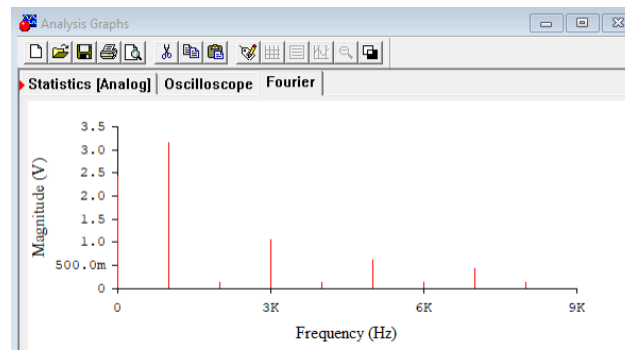 Analysis Graphs
Statistics [Analog] Oscilloscope Fourier
3.5
3.0
2.5
2.0
1.5
1.0
500.0m
0
Magnitude (V)
0 3K 6K 9K
Frequency (Hz)